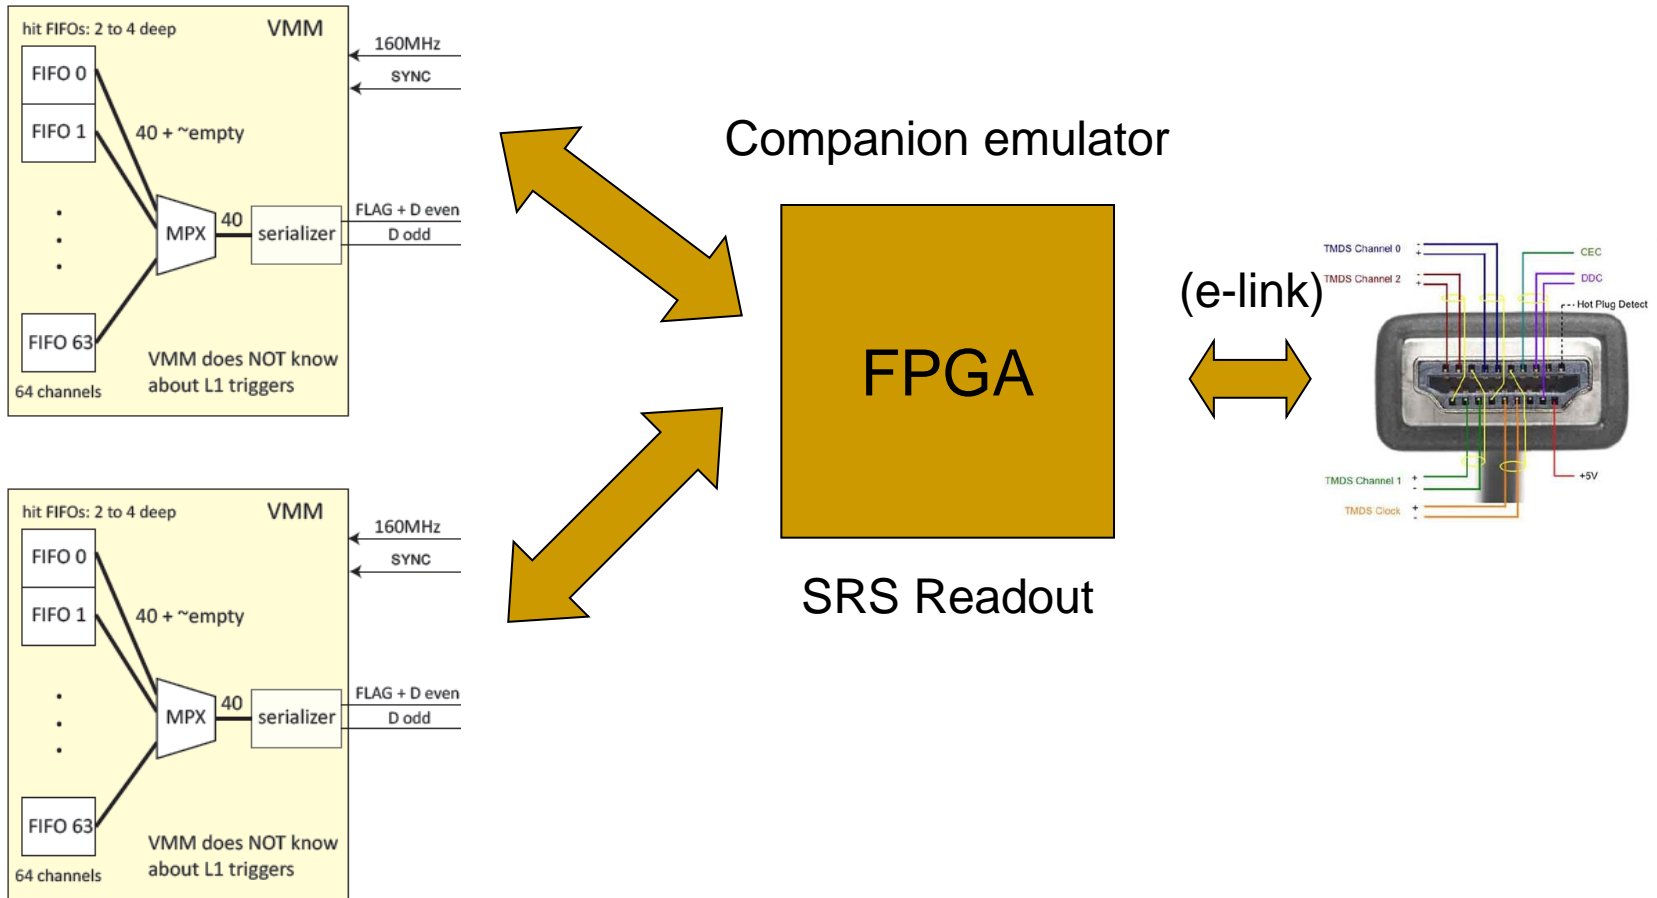 hit FIFOs: 2 to 4 deep
VMM
FIFO 0
FIFO 1
40 + ~empty
MPX
40
serializer
FIFO 63
64 channels
VMM does NOT know
about L1 triggers
160MHz
SYNC
FLAG + D even
D odd
hit FIFOs: 2 to 4 deep
VMM
FIFO 0
FIFO 1
40 + ~empty
MPX
40
serializer
FIFO 63
64 channels
VMM does NOT know
about L1 triggers
160MHz
SYNC
FLAG + D even
D odd
Companion emulator
FPGA
SRS Readout
(e-link)
TMDS Channel 0 - +
TMDS Channel 2 - +
CEC
DDC
Hot Plug Detect
TMDS Channel 1 + -
TMDS Clock + -
+5V